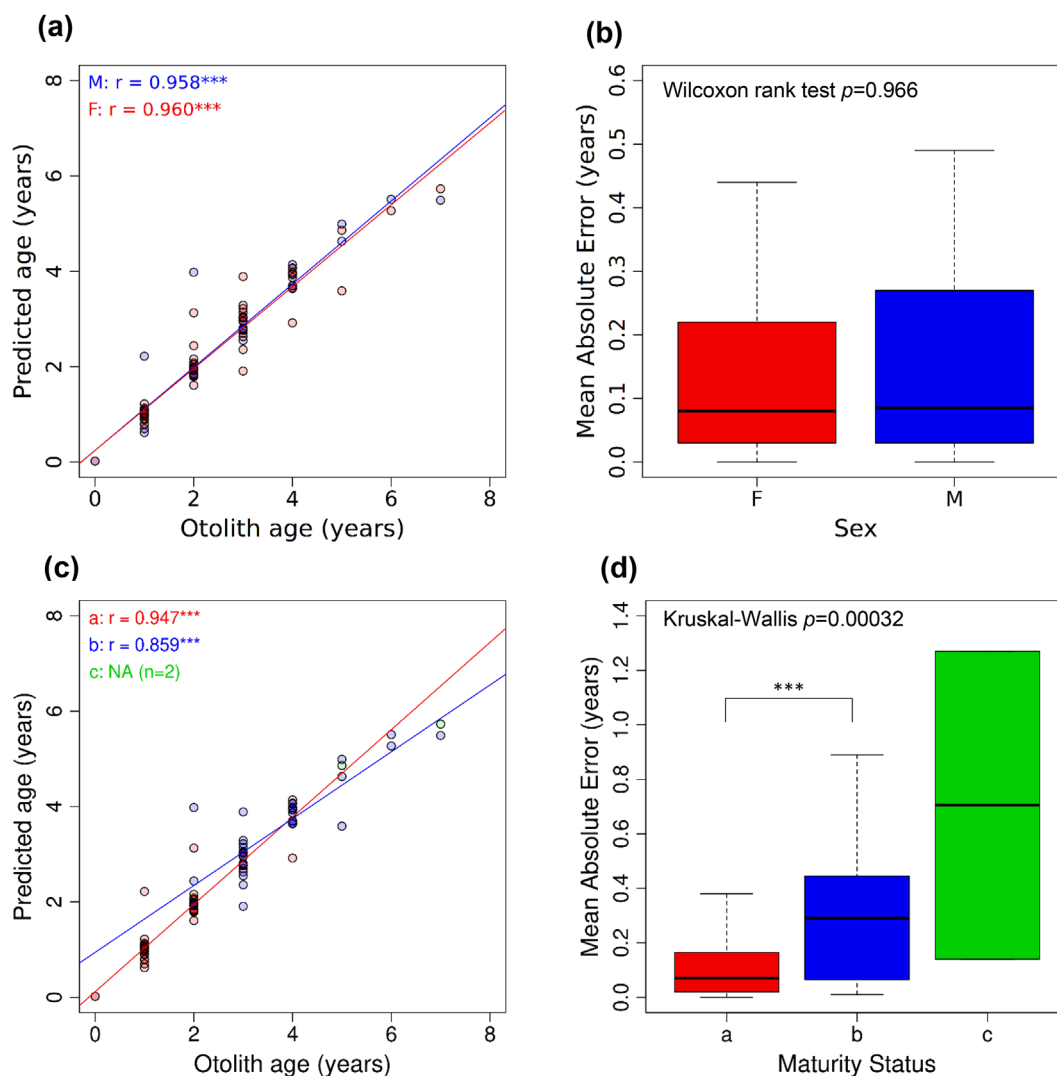 (a)
M: r = 0.958***
F: r = 0.960***
8
6
4
2
0
Predicted age (years)
0 2 4 6 8
Otolith age (years)
(b)
Wilcoxon rank test p=0.966
0.6
0.5
0.4
0.3
0.2
0.1
0.0
Mean Absolute Error (years)
F M
Sex
(c)
a: r = 0.947***
b: r = 0.859***
c: NA (n=2)
8
6
4
2
0
Predicted age (years)
0 2 4 6 8
Otolith age (years)
(d)
Kruskal-Wallis p=0.00032
***
1.4
1.2
1.0
0.8
0.6
0.4
0.2
0.0
Mean Absolute Error (years)
a b c
Maturity Status